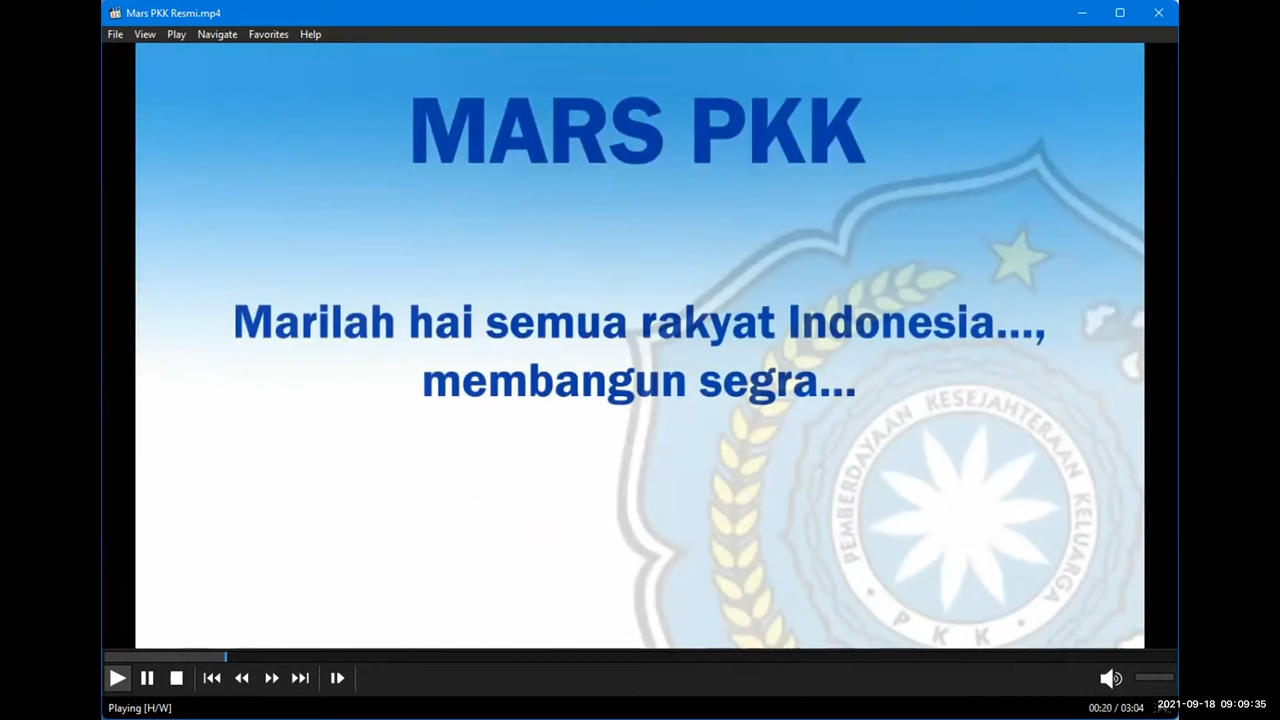 Mars PKK Resmi.mp4
File View Play Navigate Favorites Help
MARS PKK
Marilah hai semua rakyat Indonesia...,
membangun segra...
PEMBERDAYAAN KESEJAHTERAAN KELUARGA
• PKK •
Playing [H/W]
00:20 / 03:04
2021-09-18 09:09:35